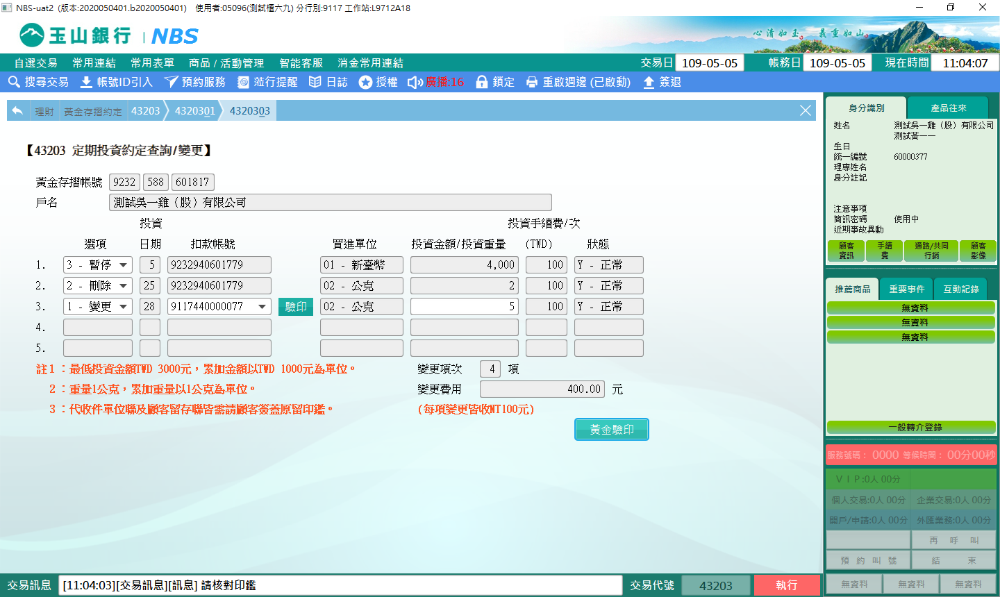 NBS-uat2 (版本:2020050401.b2020050401) 使用者:05096(測試櫃六九) 分行別:9117 工作站:L9712A18
玉山銀行 | NBS
心清如玉。 義重如山。
自選交易 常用連結 常用表單 商品 / 活動管理 智能客服 消金常用連結 交易日 109-05-05 帳務日 109-05-05 現在時間 11:04:07
搜尋交易 帳號ID引入 預約服務 蒞行提醒 日誌 授權 廣播:16 鎖定 重啟週邊 (已啟動) 簽退
理財 黃金存摺約定 43203 4320301 4320303
【43203 定期投資約定查詢/變更】
黃金存摺帳號 9232 588 601817
戶名 測試吳一雞（股）有限公司
投資 投資手續費/次
選項 日期 扣款帳號 買進單位 投資金額/投資重量 (TWD) 狀態
1. 3 - 暫停 5 9232940601779 01 - 新臺幣 4,000 100 Y - 正常
2. 2 - 刪除 25 9232940601779 02 - 公克 2 100 Y - 正常
3. 1 - 變更 28 9117440000077 驗印 02 - 公克 5 100 Y - 正常
4.
5.
註1：最低投資金額TWD 3000元，累加金額以TWD 1000元為單位。 變更項次 4 項
2：重量1公克，累加重量以1公克為單位。 變更費用 400.00 元
3：代收件單位聯及顧客留存聯皆需請顧客簽蓋原留印鑑。 (每項變更皆收NT100元)
黃金驗印
身分識別 產品往來
姓名 測試吳一雞（股）有限公司
測試黃一一
生日
統一編號 60000377
理專姓名
身分註記
注意事項
簡訊密碼 使用中
近期事故異動
顧客資訊 手續費 通路/共同行銷 顧客影像
推薦商品 重要事件 互動記錄
無資料
無資料
無資料
一般轉介登錄
服務號碼： 0000 等候時間： 00分00秒
ＶＩＰ:0人 00分
個人交易:0人 00分 企業交易:0人 00分
開戶/申請:0人 00分 外匯業務:0人 00分
再 呼 叫
預 約 叫 號 結 束
無資料 無資料 無資料
交易訊息 [11:04:03][交易訊息][訊息] 請核對印鑑 交易代號 43203 執行